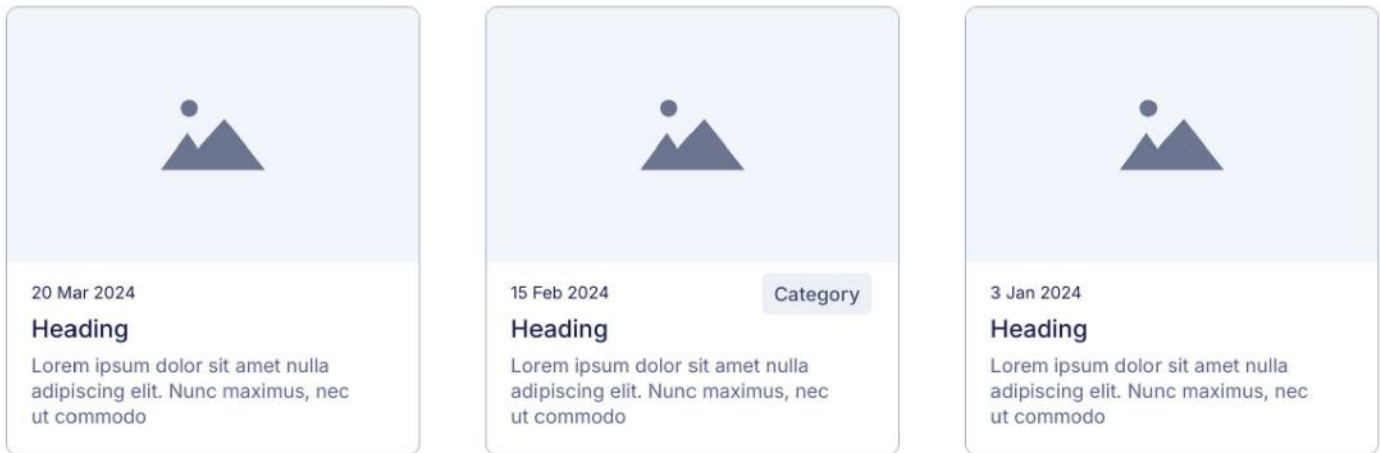 20 Mar 2024
Heading
Lorem ipsum dolor sit amet nulla
adipiscing elit. Nunc maximus, nec
ut commodo
15 Feb 2024
Category
Heading
Lorem ipsum dolor sit amet nulla
adipiscing elit. Nunc maximus, nec
ut commodo
3 Jan 2024
Heading
Lorem ipsum dolor sit amet nulla
adipiscing elit. Nunc maximus, nec
ut commodo